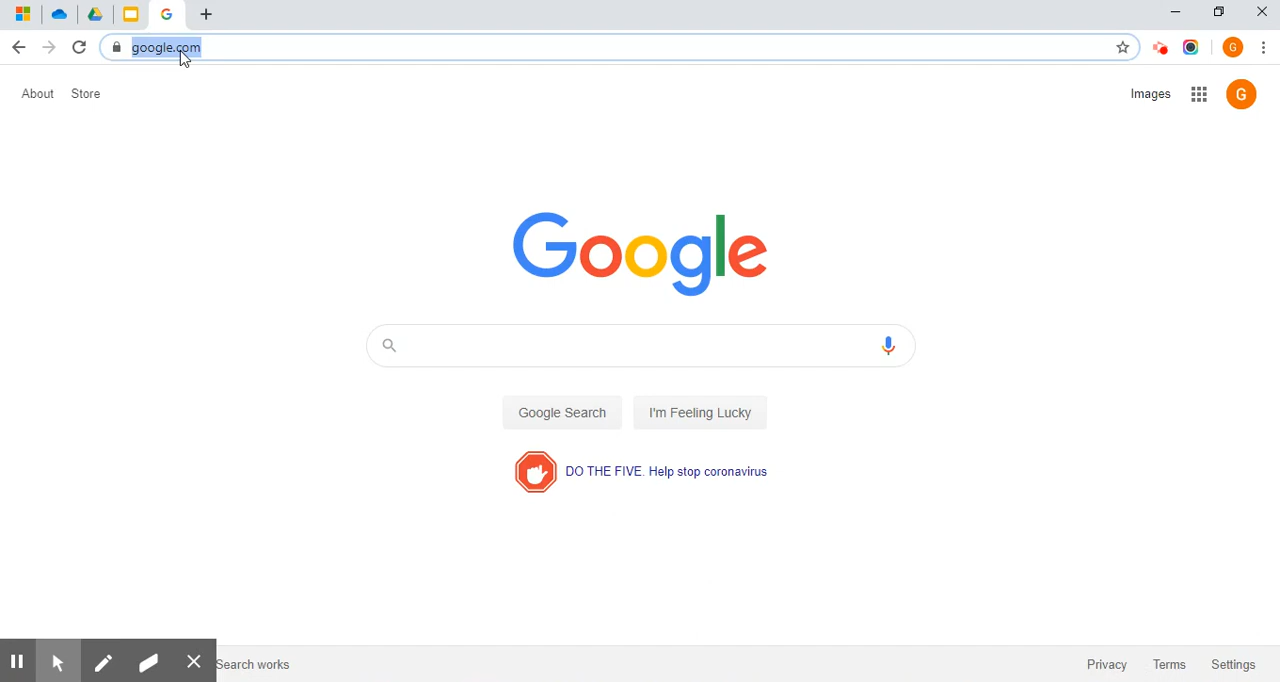 G
google.com
G
About Store
Images
G
Google
Google Search
I'm Feeling Lucky
DO THE FIVE. Help stop coronavirus
Search works
Privacy Terms Settings